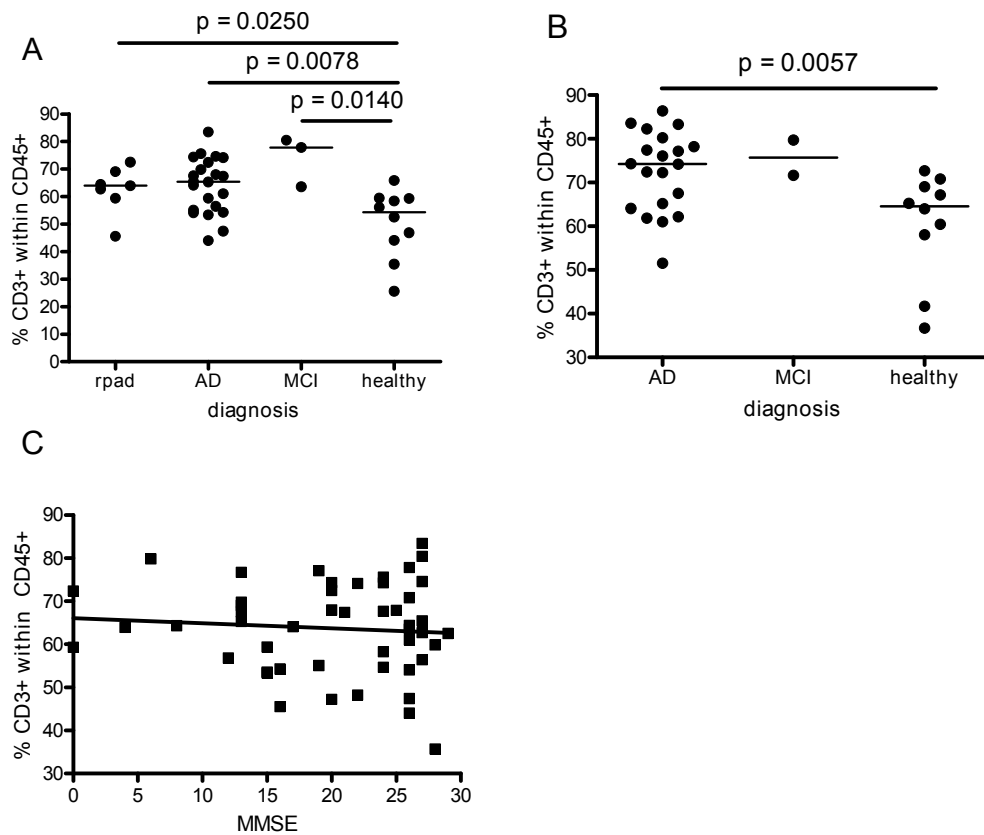 A
p = 0.0250
p = 0.0078
p = 0.0140
% CD3+ within CD45+
90
80
70
60
50
40
30
20
10
0
rpad AD MCI healthy
diagnosis
B
p = 0.0057
% CD3+ within CD45+
90
80
70
60
50
40
30
AD MCI healthy
diagnosis
C
% CD3+ within CD45+
90
80
70
60
50
40
30
0 5 10 15 20 25 30
MMSE